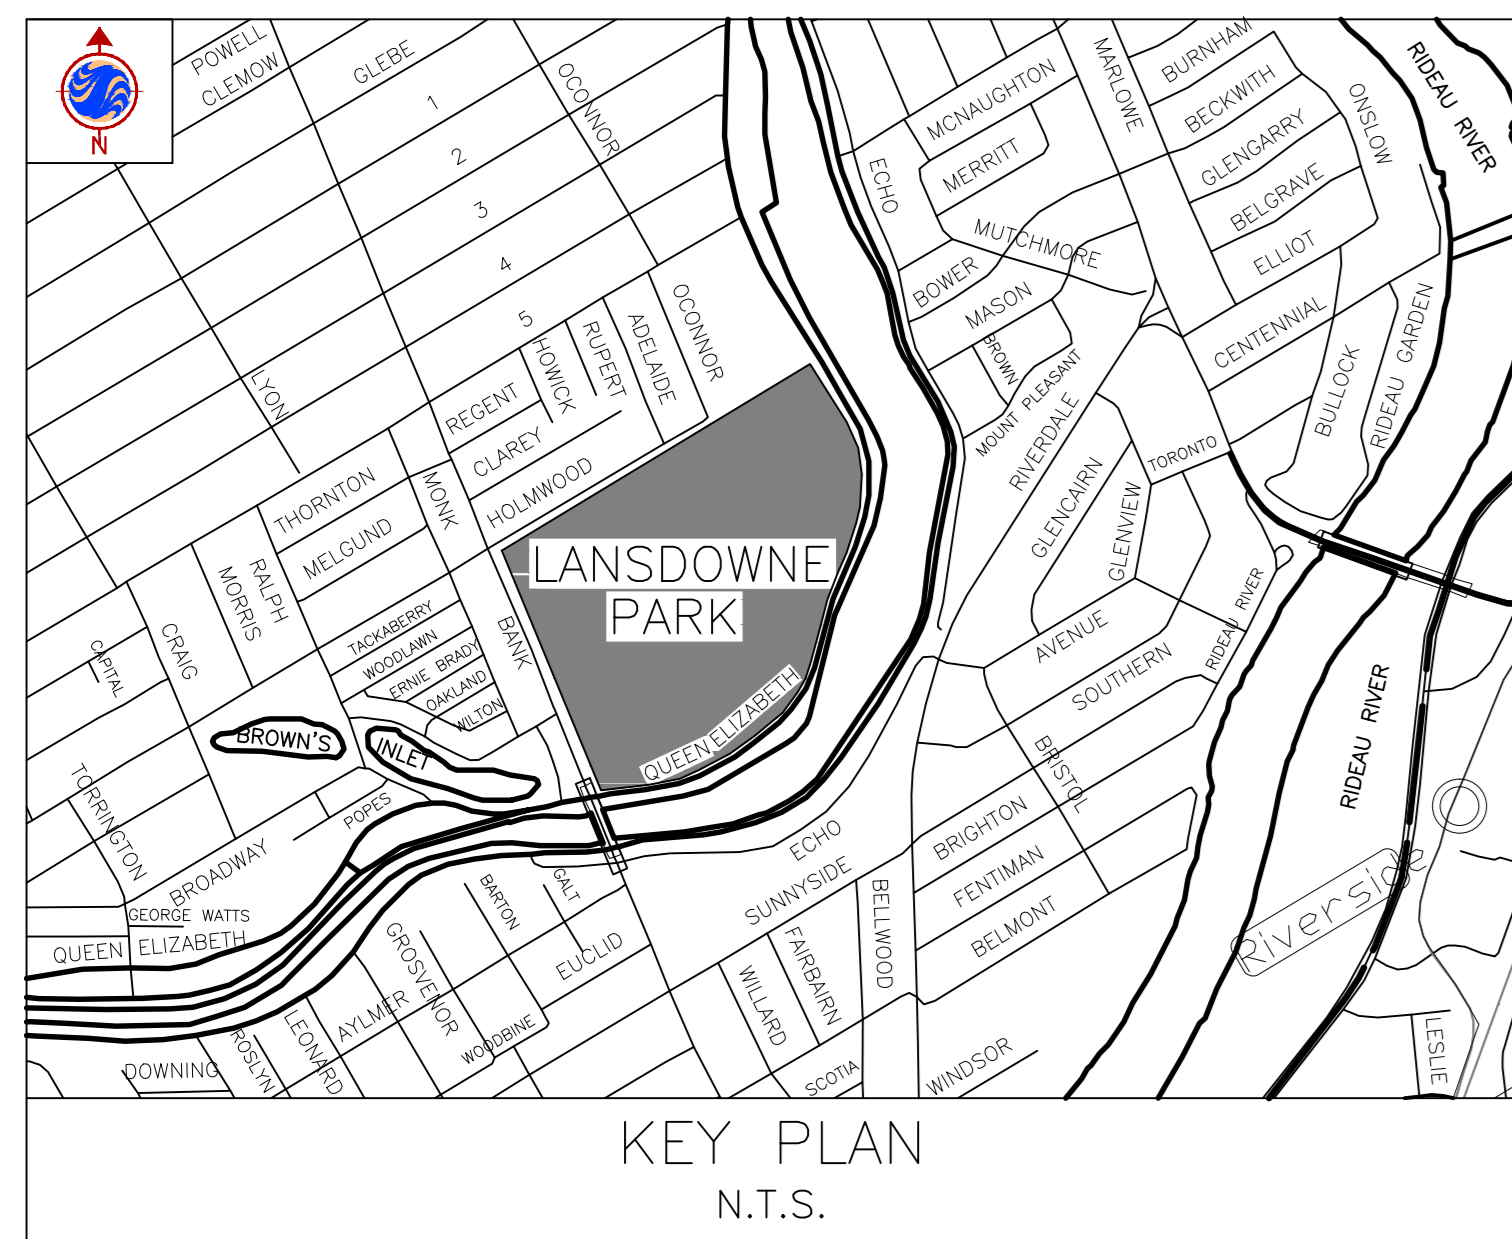 N
POWELL
CLEMOW
GLEBE
1
2
3
4
5
OCONNOR
LYON
HOWICK
RUPERT
ADELAIDE
OCONNOR
REGENT
CLAREY
HOLMWOOD
THORNTON
MELGUND
MONK
RALPH
MORRIS
CRAIG
CAPITAL
TACKABERRY
WOODLAWN
ERNIE BRADY
OAKLAND
WILTON
BANK
LANSDOWNE
PARK
QUEEN ELIZABETH
BROWN'S
INLET
TORRINGTON
POPES
BROADWAY
GEORGE WATTS
QUEEN ELIZABETH
DOWNING
ROSLYN
LEONARD
AYLMER
GROSVENOR
BARTON
GALT
EUCLID
WOODBINE
ECHO
MCNAUGHTON
MERRITT
MARLOWE
BURNHAM
BECKWITH
GLENGARRY
BELGRAVE
ELLIOT
ONSLOW
RIDEAU RIVER
MUTCHMORE
BOWER
MASON
BROWN
MOUNT PLEASANT
RIVERDALE
CENTENNIAL
BULLOCK
RIDEAU GARDEN
TORONTO
GLENCAIRN
GLENVIEW
AVENUE
SOUTHERN
RIDEAU RIVER
RIDEAU RIVER
BRISTOL
BRIGHTON
FENTIMAN
BELMONT
ECHO
SUNNYSIDE
BELLWOOD
FAIRBAIRN
WILLARD
SCOTIA
WINDSOR
Riverside
LESLIE
KEY PLAN
N.T.S.